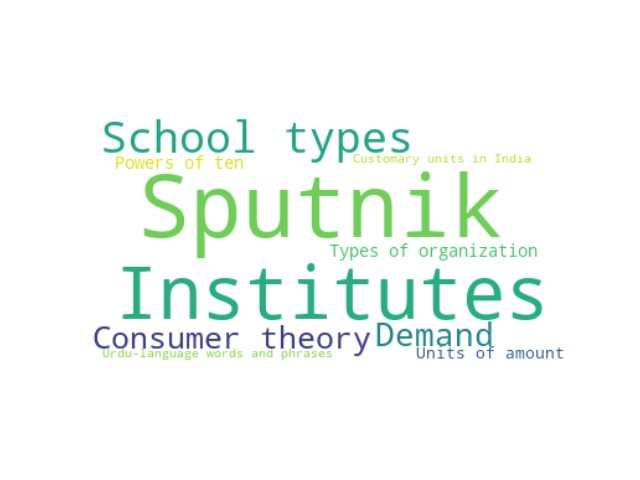 School types
Powers of ten
Customary units in India
Sputnik
Types of organization
Institutes
Consumer theory
Demand
Urdu-language words and phrases
Units of amount